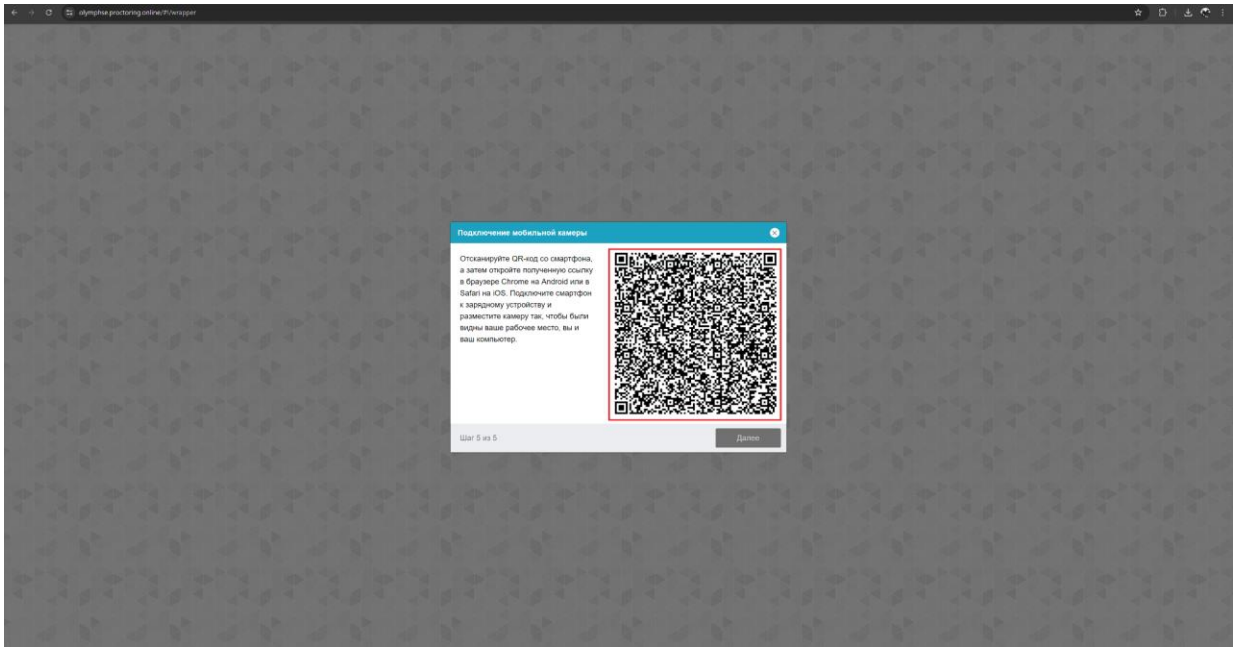 olymphse.proctoring.online/#!/wrapper
Подключение мобильной камеры
Отсканируйте QR-код со смартфона,
а затем откройте полученную ссылку
в браузере Chrome на Android или в
Safari на iOS. Подключите смартфон
к зарядному устройству и
разместите камеру так, чтобы были
видны ваше рабочее место, вы и
ваш компьютер.
Шаг 5 из 5
Далее